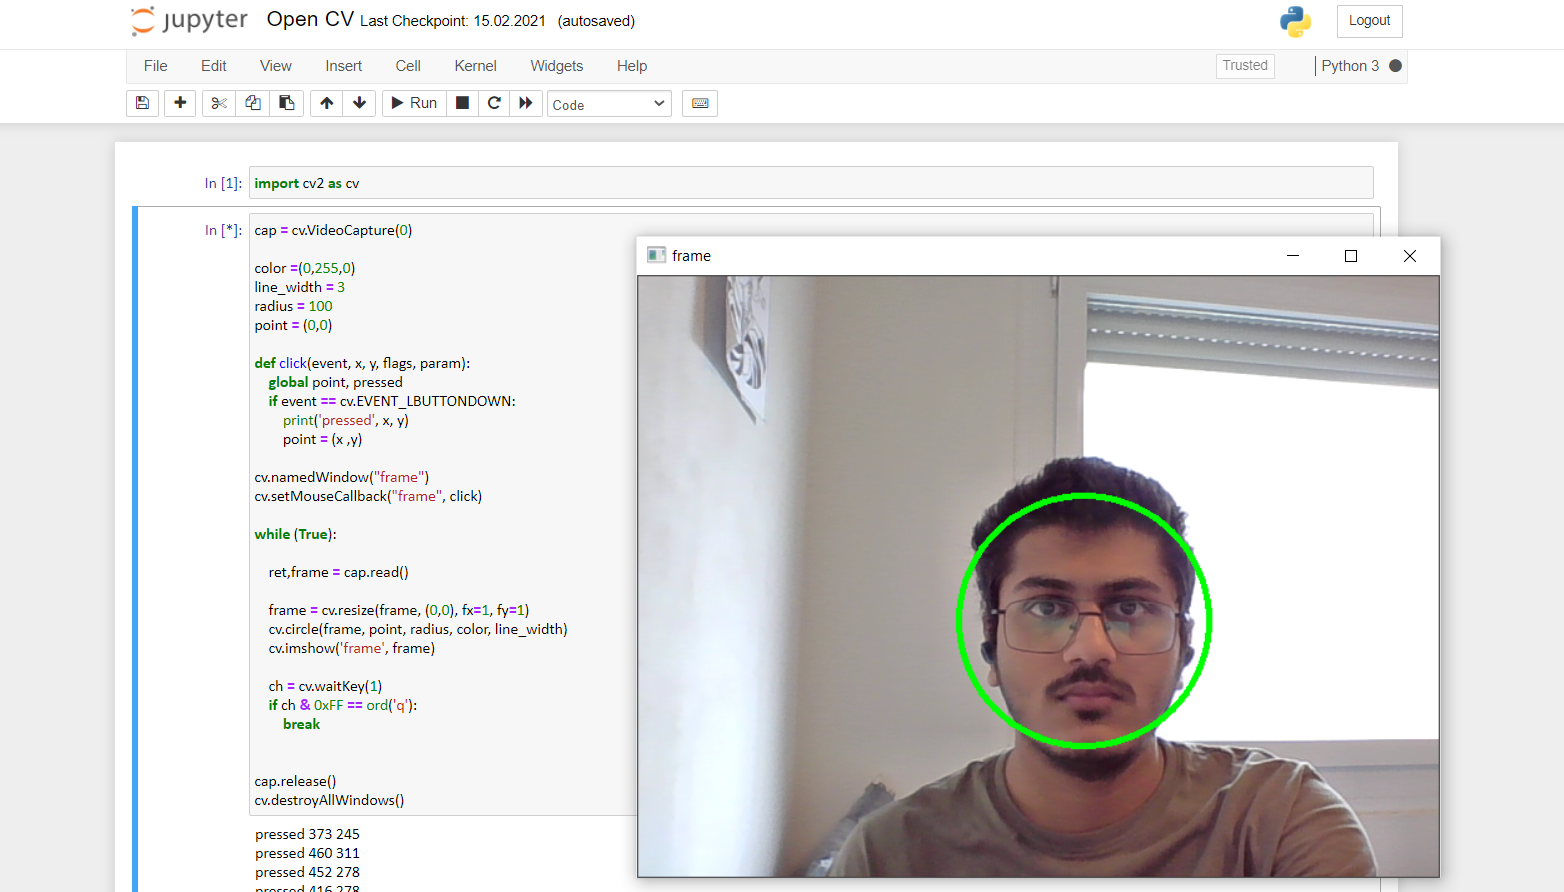 jupyter Open CV Last Checkpoint: 15.02.2021 (autosaved) Logout
File Edit View Insert Cell Kernel Widgets Help Trusted Python 3
Run Code
In [1]: import cv2 as cv
In [*]: cap = cv.VideoCapture(0)
color =(0,255,0)
line_width = 3
radius = 100
point = (0,0)
def click(event, x, y, flags, param):
global point, pressed
if event == cv.EVENT_LBUTTONDOWN:
print('pressed', x, y)
point = (x ,y)
cv.namedWindow("frame")
cv.setMouseCallback("frame", click)
while (True):
ret,frame = cap.read()
frame = cv.resize(frame, (0,0), fx=1, fy=1)
cv.circle(frame, point, radius, color, line_width)
cv.imshow('frame', frame)
ch = cv.waitKey(1)
if ch & 0xFF == ord('q'):
break
cap.release()
cv.destroyAllWindows()
pressed 373 245
pressed 460 311
pressed 452 278
pressed 416 278
frame